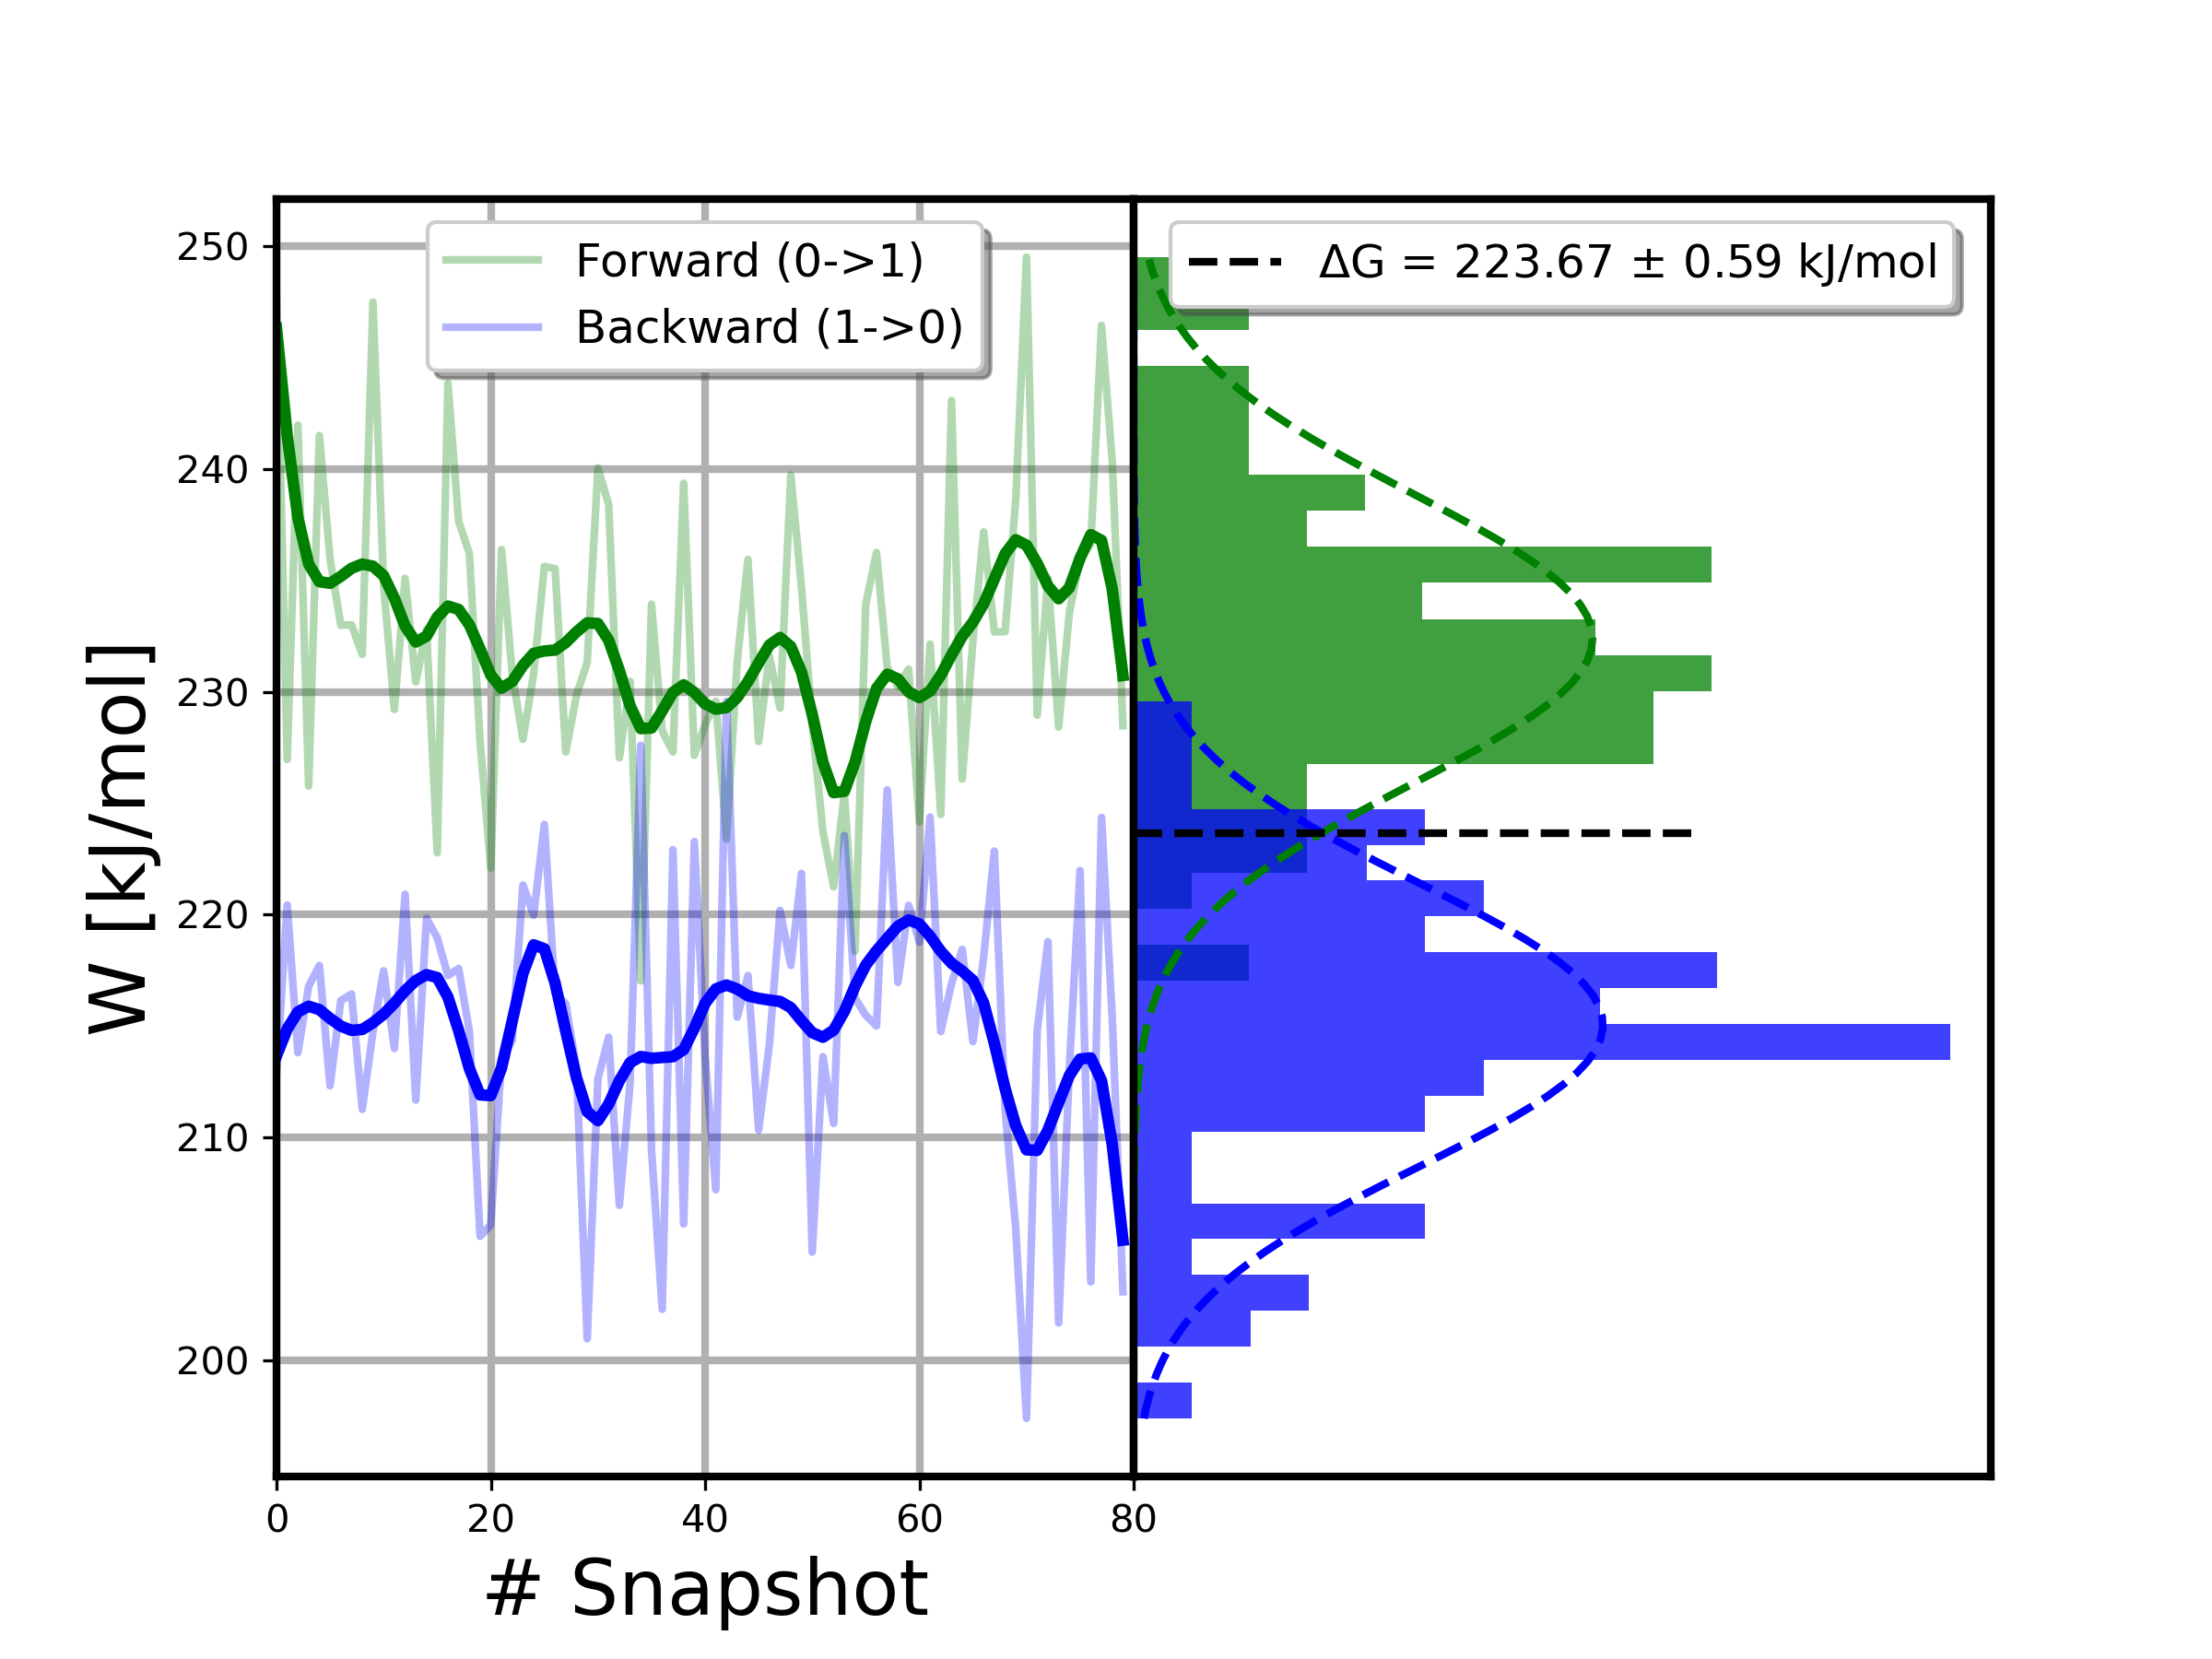 Forward (0->1)
Backward (1->0)
ΔG = 223.67 ± 0.59 kJ/mol
W [kJ/mol]
250
240
230
220
210
200
0 20 40 60 80
# Snapshot